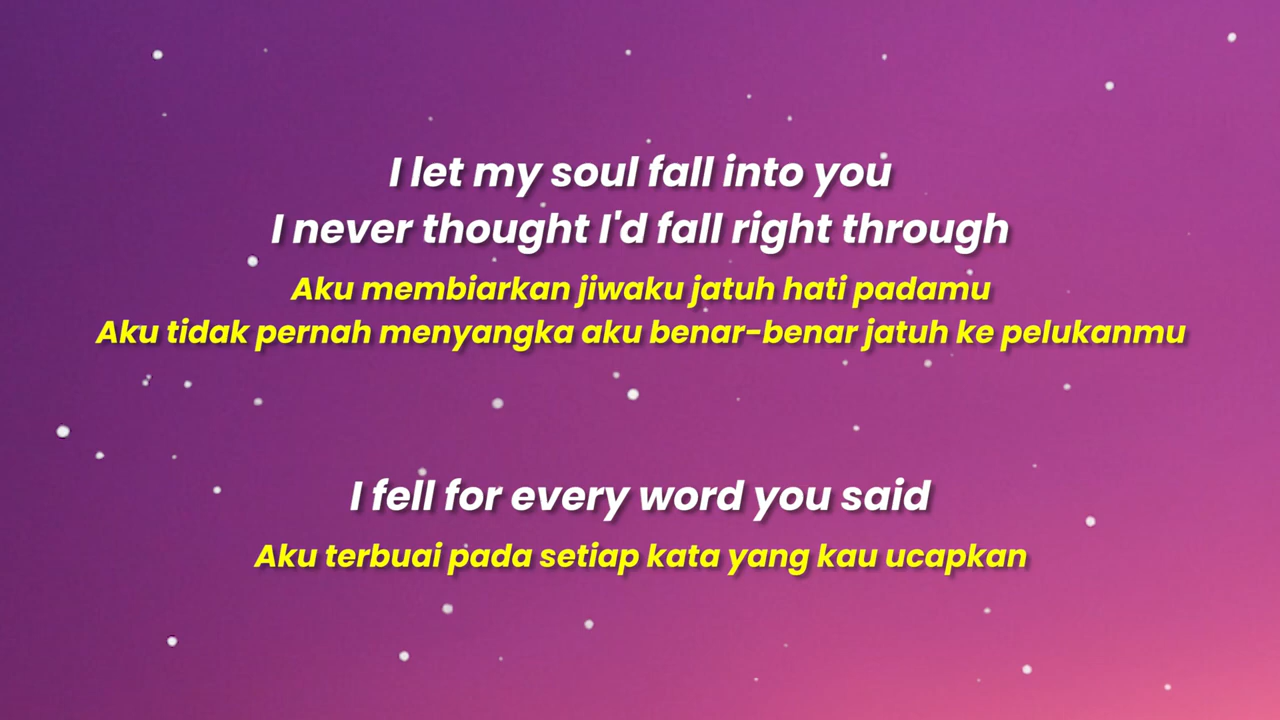 I let my soul fall into you
I never thought I'd fall right through
Aku membiarkan jiwaku jatuh hati padamu
Aku tidak pernah menyangka aku benar-benar jatuh ke pelukanmu
I fell for every word you said
Aku terbuai pada setiap kata yang kau ucapkan